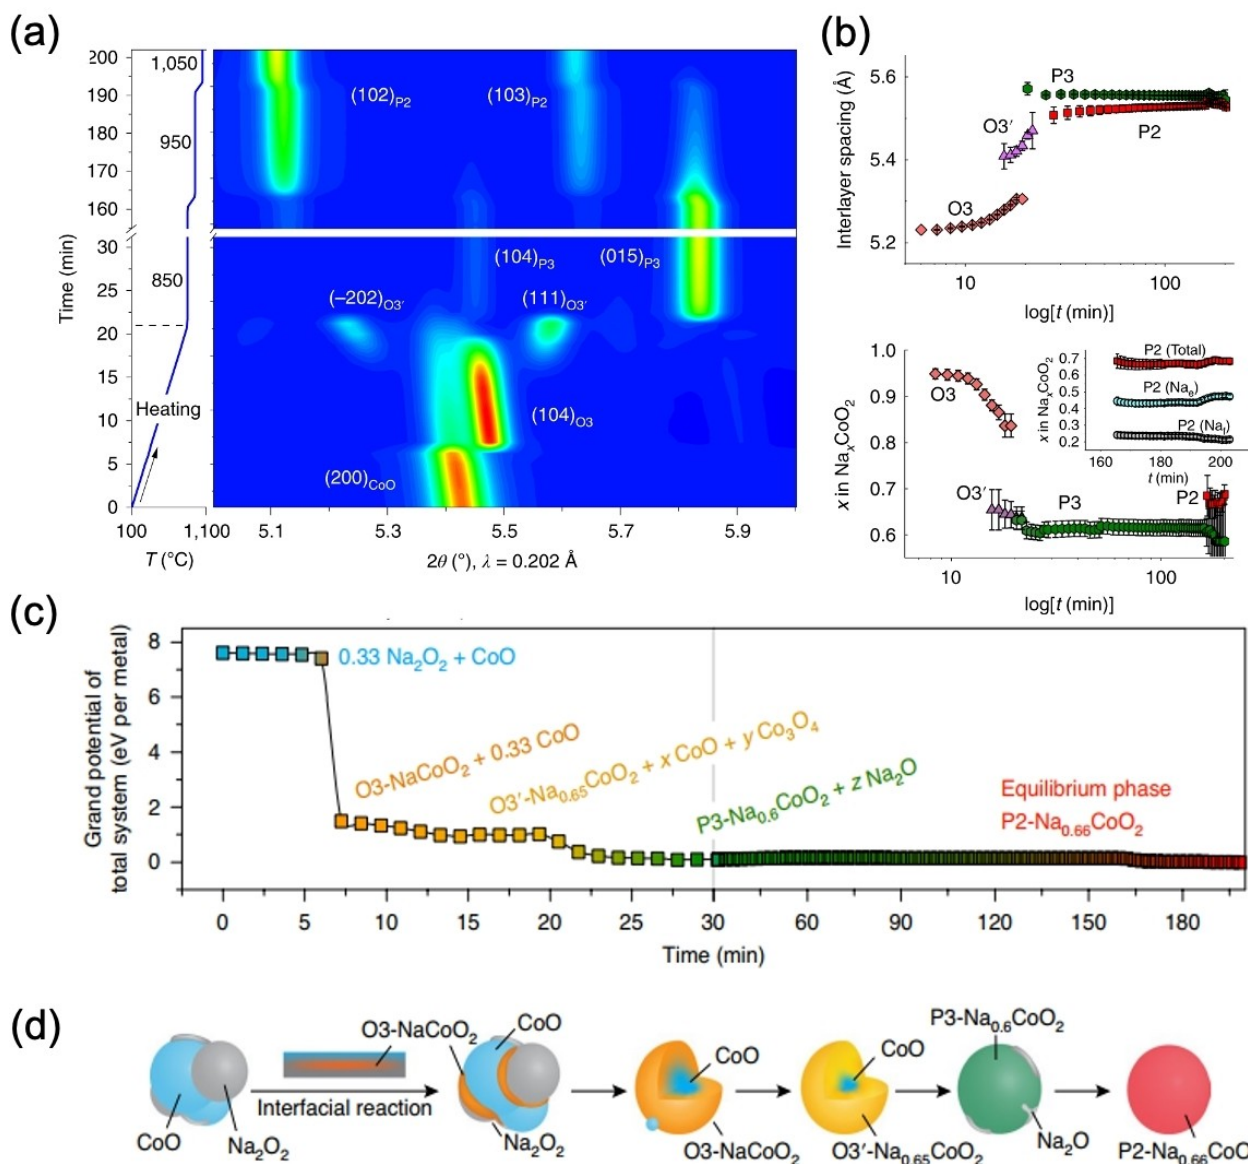 (a)
200
190
180
170
160
30
25
20
15
10
5
0
Time (min)
1,050
950
850
Heating
100
1,100
T (°C)
(102)P2
(103)P2
(104)P3
(015)P3
(−202)O3′
(111)O3′
(104)O3
(200)CoO
5.1
5.3
5.5
5.7
5.9
2θ (°), λ = 0.202 Å
(b)
Interlayer spacing (Å)
5.6
5.4
5.2
P3
O3′
P2
O3
10
100
log[t (min)]
x in NaxCoO2
1.0
0.9
0.8
0.7
0.6
O3
O3′
P3
P2
10
100
log[t (min)]
x in NaxCoO2
0.7
0.6
0.5
0.4
0.3
0.2
P2 (Total)
P2 (Nae)
P2 (Naf)
160
180
200
t (min)
(c)
Grand potential of
total system (eV per metal)
8
6
4
2
0
0.33 Na2O2 + CoO
O3-NaCoO2 + 0.33 CoO
O3′-Na0.65CoO2 + x CoO + y Co3O4
P3-Na0.6CoO2 + z Na2O
Equilibrium phase
P2-Na0.66CoO2
0
5
10
15
20
25
30
60
90
120
150
180
Time (min)
(d)
CoO
Na2O2
O3-NaCoO2
Interfacial reaction
CoO
Na2O2
CoO
O3-NaCoO2
CoO
O3′-Na0.65CoO2
P3-Na0.6CoO2
Na2O
P2-Na0.66CoO